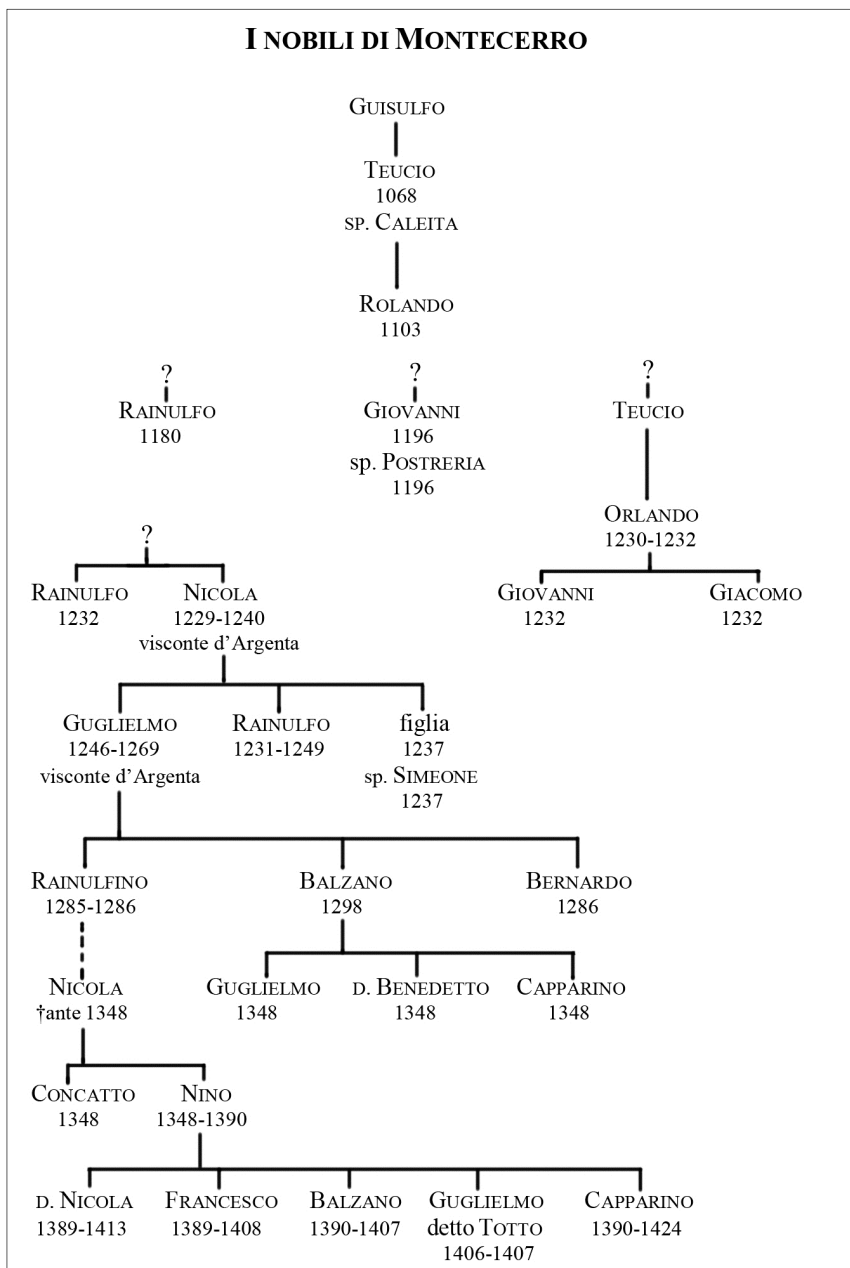 I NOBILI DI MONTECERRO
GUISULFO
TEUCIO
1068
SP. CALEITA
ROLANDO
1103
? ? ?
RAINULFO GIOVANNI TEUCIO
1180 1196
sp. POSTRERIA
1196
ORLANDO
1230-1232
?
RAINULFO NICOLA GIOVANNI GIACOMO
1232 1229-1240 1232 1232
visconte d'Argenta
GUGLIELMO RAINULFO figlia
1246-1269 1231-1249 1237
visconte d'Argenta sp. SIMEONE
1237
RAINULFINO BALZANO BERNARDO
1285-1286 1298 1286
NICOLA GUGLIELMO D. BENEDETTO CAPPARINO
†ante 1348 1348 1348 1348
CONCATTO NINO
1348 1348-1390
D. NICOLA FRANCESCO BALZANO GUGLIELMO CAPPARINO
1389-1413 1389-1408 1390-1407 detto TOTTO 1390-1424
1406-1407